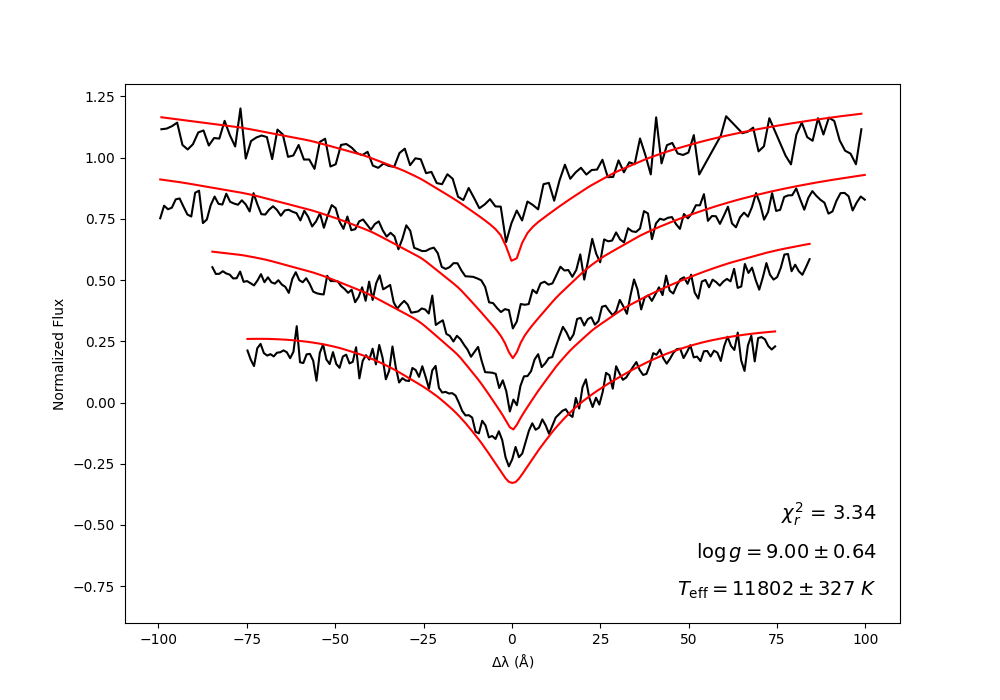 1.25
1.00
0.75
0.50
0.25
0.00
−0.25
−0.50
−0.75
Normalized Flux
χ²ᵣ = 3.34
log g = 9.00 ± 0.64
T_eff = 11802 ± 327 K
−100 −75 −50 −25 0 25 50 75 100
Δλ (Å)